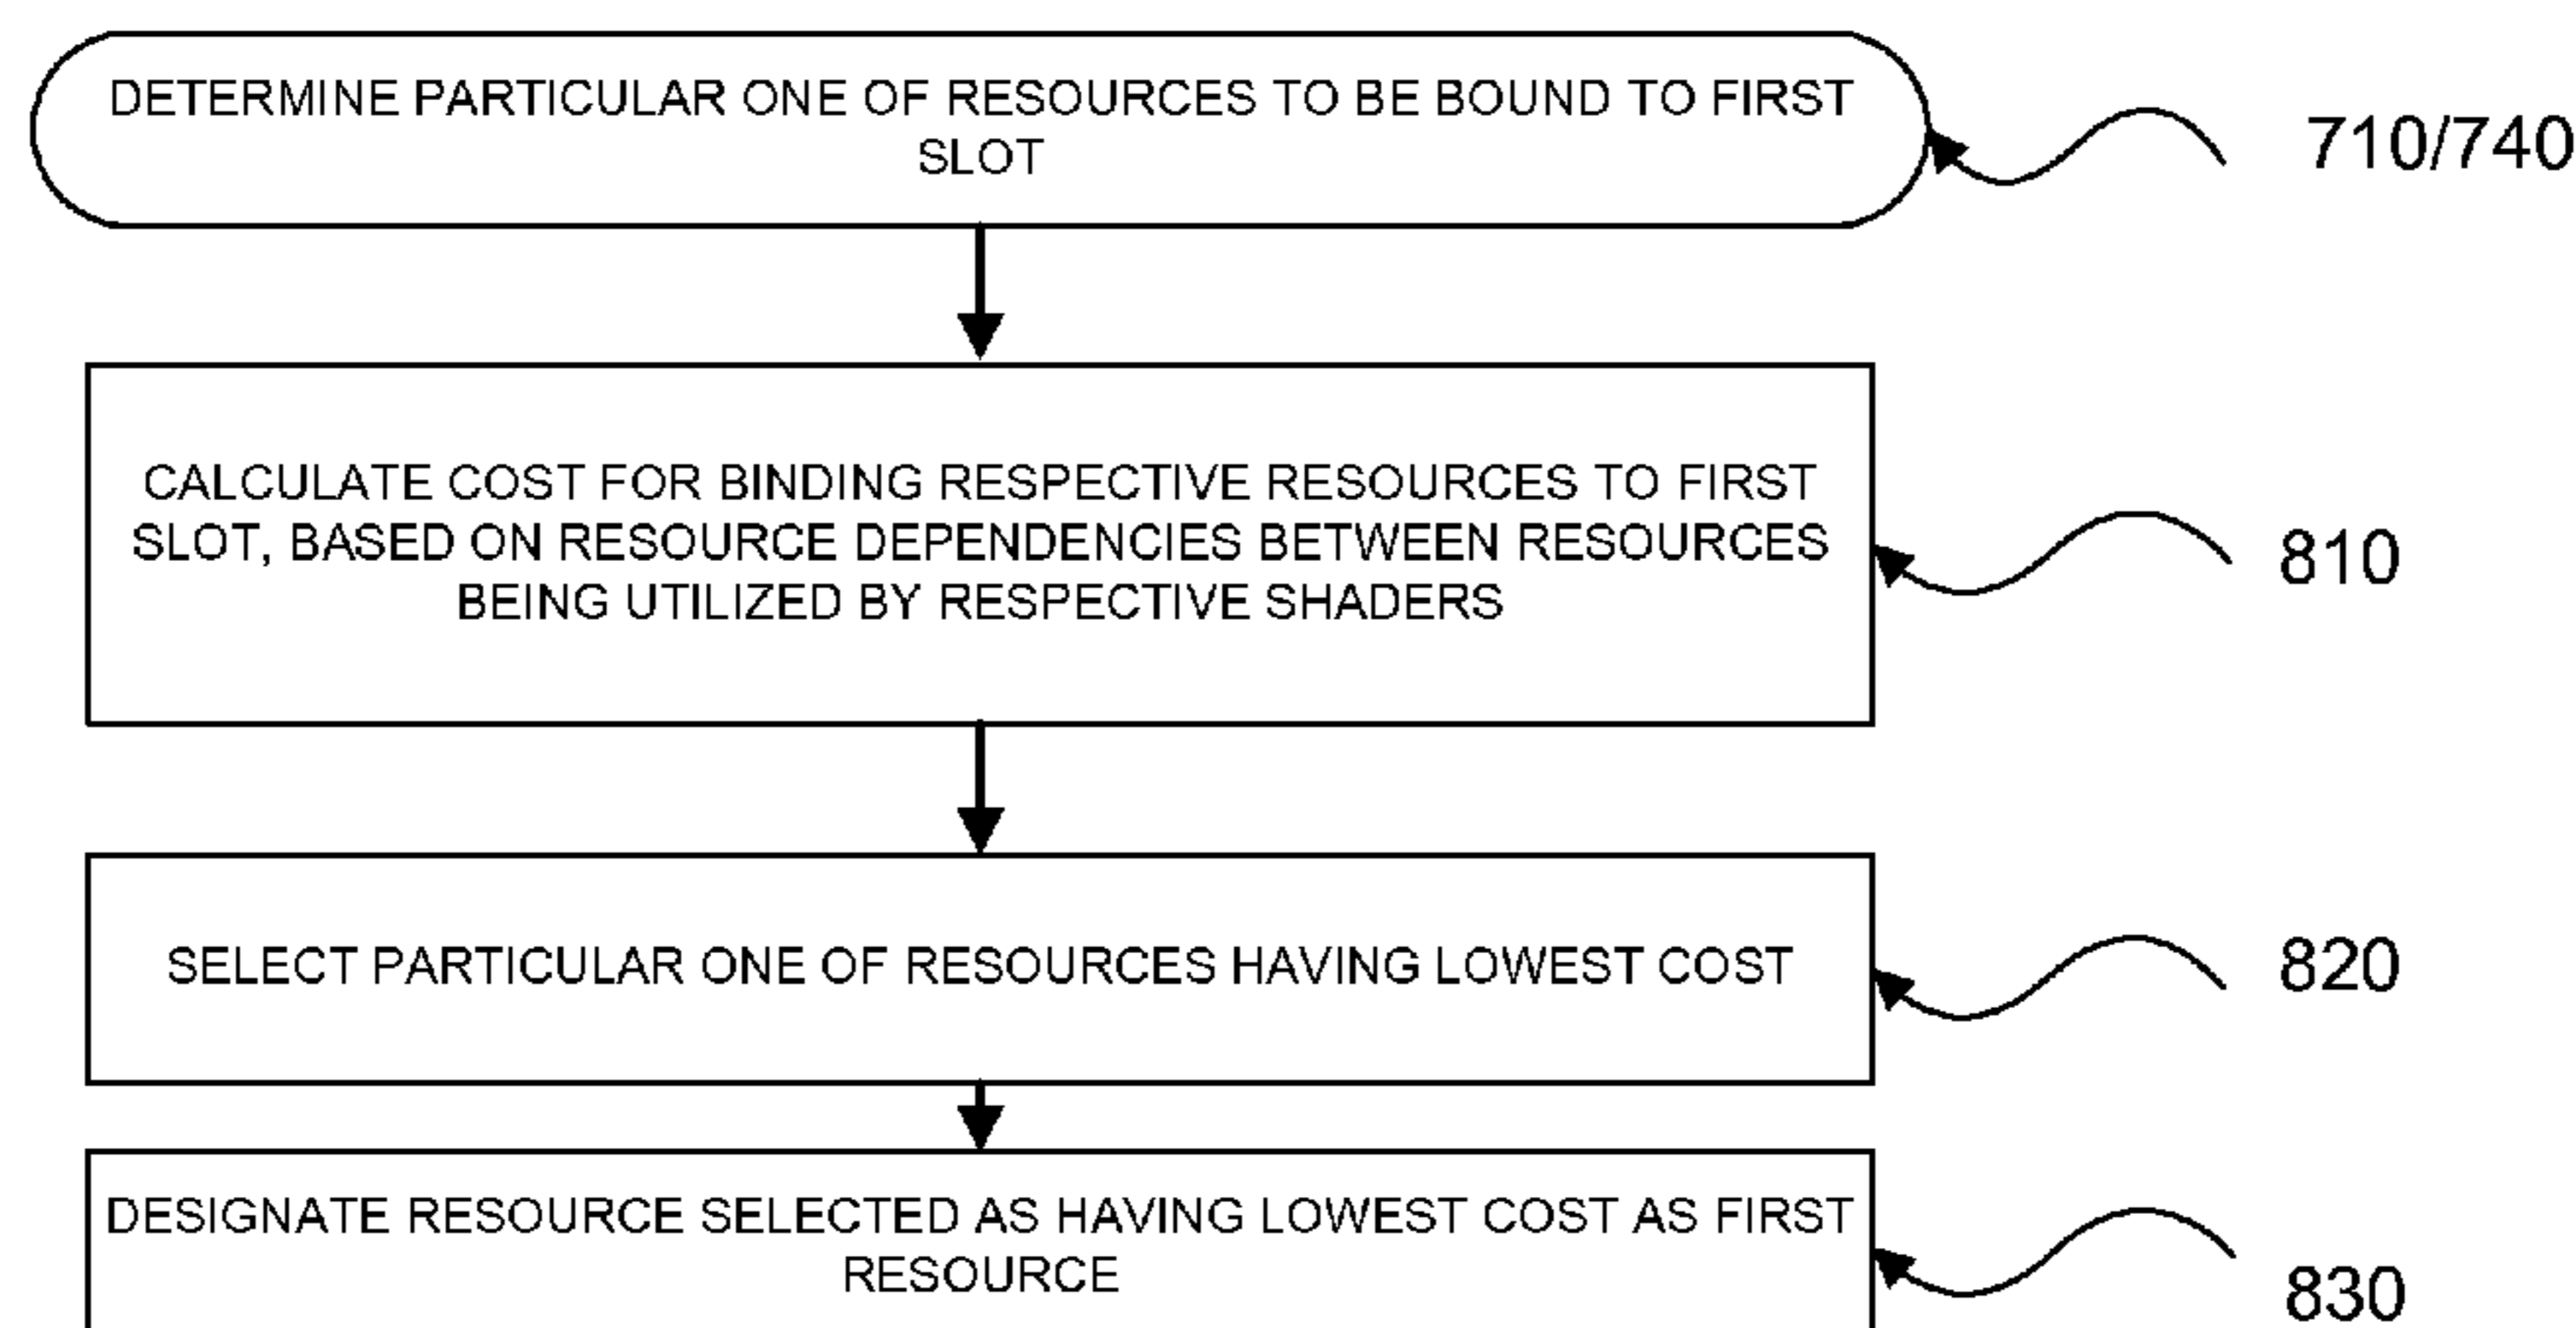 DETERMINE PARTICULAR ONE OF RESOURCES TO BE BOUND TO FIRST
SLOT
710/740
CALCULATE COST FOR BINDING RESPECTIVE RESOURCES TO FIRST
SLOT, BASED ON RESOURCE DEPENDENCIES BETWEEN RESOURCES
BEING UTILIZED BY RESPECTIVE SHADERS
810
SELECT PARTICULAR ONE OF RESOURCES HAVING LOWEST COST
820
DESIGNATE RESOURCE SELECTED AS HAVING LOWEST COST AS FIRST
RESOURCE
830